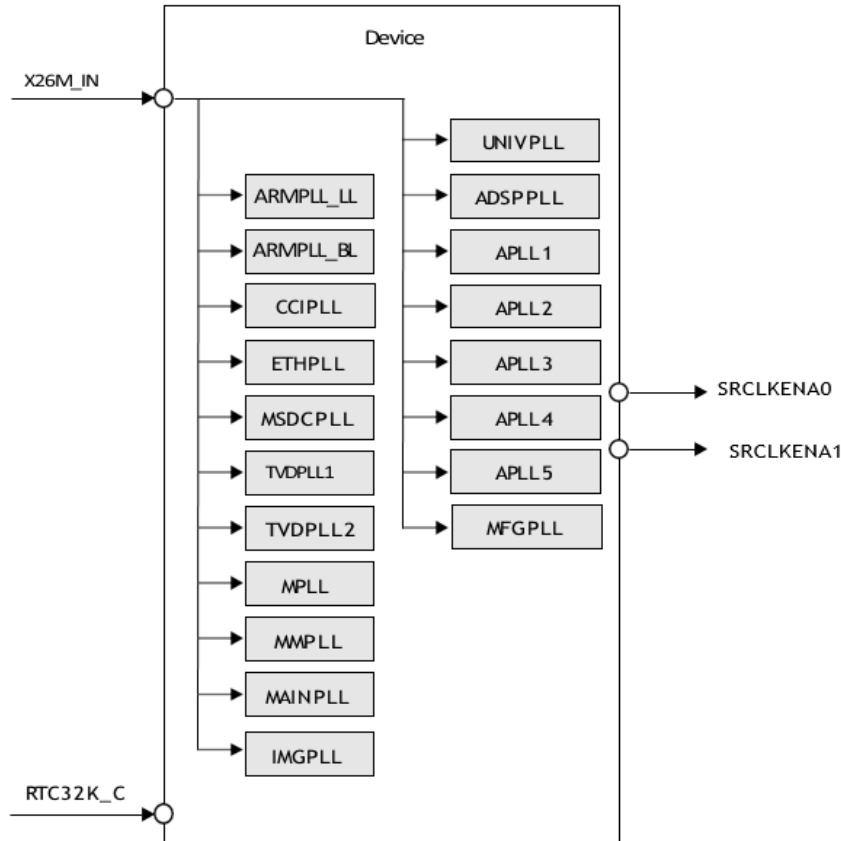 Device
X26M_IN
UNIVPLL
ARMPLL_LL
ADSPPLL
ARMPLL_BL
APLL1
CCIPLL
APLL2
ETHPLL
APLL3
SRCLKENA0
MSDCPLL
APLL4
SRCLKENA1
TVDPLL1
APLL5
TVDPLL2
MFGPLL
MPLL
MMPLL
MAINPLL
IMGPLL
RTC32K_C